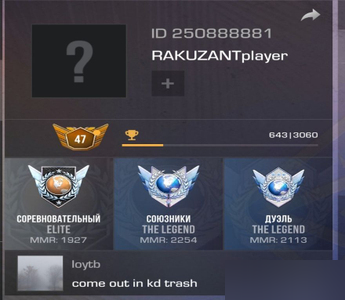 ID 250888881
RAKUZANTplayer
+
47
643|3060
СОРЕВНОВАТЕЛЬНЫЙ
ELITE
MMR: 1927
СОЮЗНИКИ
THE LEGEND
MMR: 2254
ДУЭЛЬ
THE LEGEND
MMR: 2113
loytb
come out in kd trash